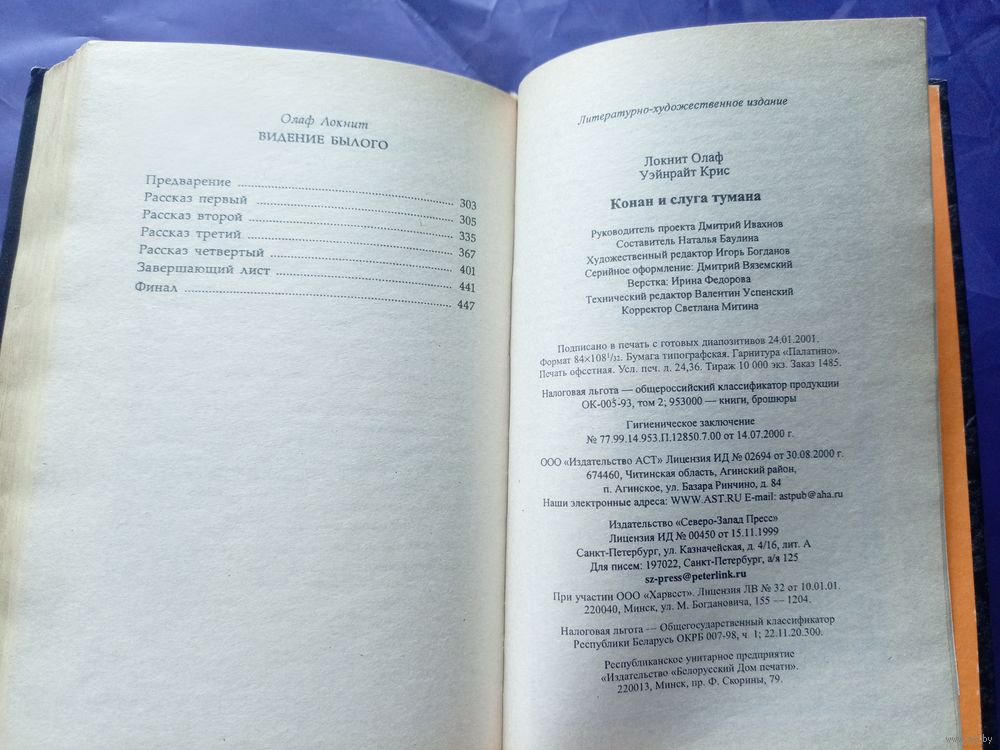 Олаф Локнит
ВИДЕНИЕ БЫЛОГО
Предварение ........ 303
Рассказ первый ........ 305
Рассказ второй ........ 335
Рассказ третий ........ 367
Рассказ четвертый ........ 401
Завершающий лист ........ 441
Финал ........ 447
Литературно-художественное издание
Локнит Олаф
Уэйнрайт Крис
Конан и слуга тумана
Руководитель проекта Дмитрий Ивахнов
Составитель Наталья Баулина
Художественный редактор Игорь Богданов
Серийное оформление: Дмитрий Вяземский
Верстка: Ирина Федорова
Технический редактор Валентин Успенский
Корректор Светлана Митина
Подписано в печать с готовых диапозитивов 24.01.2001.
Формат 84×108¹/₃₂. Бумага типографская. Гарнитура «Палатино».
Печать офсетная. Усл. печ. л. 24,36. Тираж 10 000 экз. Заказ 1485.
Налоговая льгота — общероссийский классификатор продукции
ОК-005-93, том 2; 953000 — книги, брошюры
Гигиеническое заключение
№ 77.99.14.953.П.12850.7.00 от 14.07.2000 г.
ООО «Издательство АСТ» Лицензия ИД № 02694 от 30.08.2000 г.
674460, Читинская область, Агинский район,
п. Агинское, ул. Базара Ринчино, д. 84
Наши электронные адреса: WWW.AST.RU E-mail: astpub@aha.ru
Издательство «Северо-Запад Пресс»
Лицензия ИД № 00450 от 15.11.1999
Санкт-Петербург, ул. Казначейская, д. 4/16, лит. А
Для писем: 197022, Санкт-Петербург, а/я 125
sz-press@peterlink.ru
При участии ООО «Харвест». Лицензия ЛВ № 32 от 10.01.01.
220040, Минск, ул. М. Богдановича, 155 — 1204.
Налоговая льгота — Общегосударственный классификатор
Республики Беларусь ОКРБ 007-98, ч. 1; 22.11.20.300.
Республиканское унитарное предприятие
«Издательство «Белорусский Дом печати».
220013, Минск, пр. Ф. Скорины, 79.